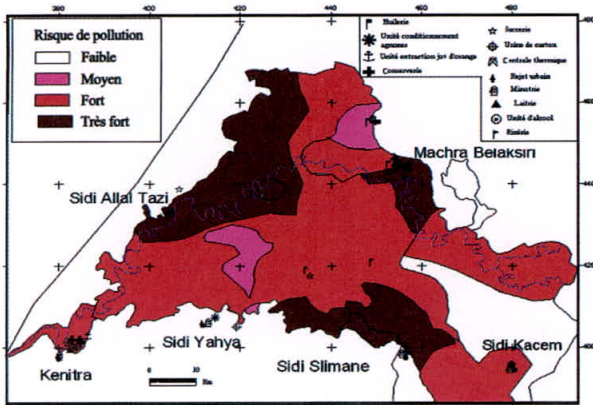 380 400 420 440 460 480
Risque de pollution
Faible
Moyen
Fort
Très fort
Huilerie
Unité conditionnement
agrumes
Unité extraction jus d'orange
Conserverie
Sucrerie
Usine de carton
Centrale thermique
Rejet urbain
Minoterie
Laitrie
Unité d'alcool
Rizirie
Machra Belaksiri
Sidi Allal Tazi
Sidi Yahya
Sidi Slimane
Sidi Kacem
Kenitra
0 10
Km